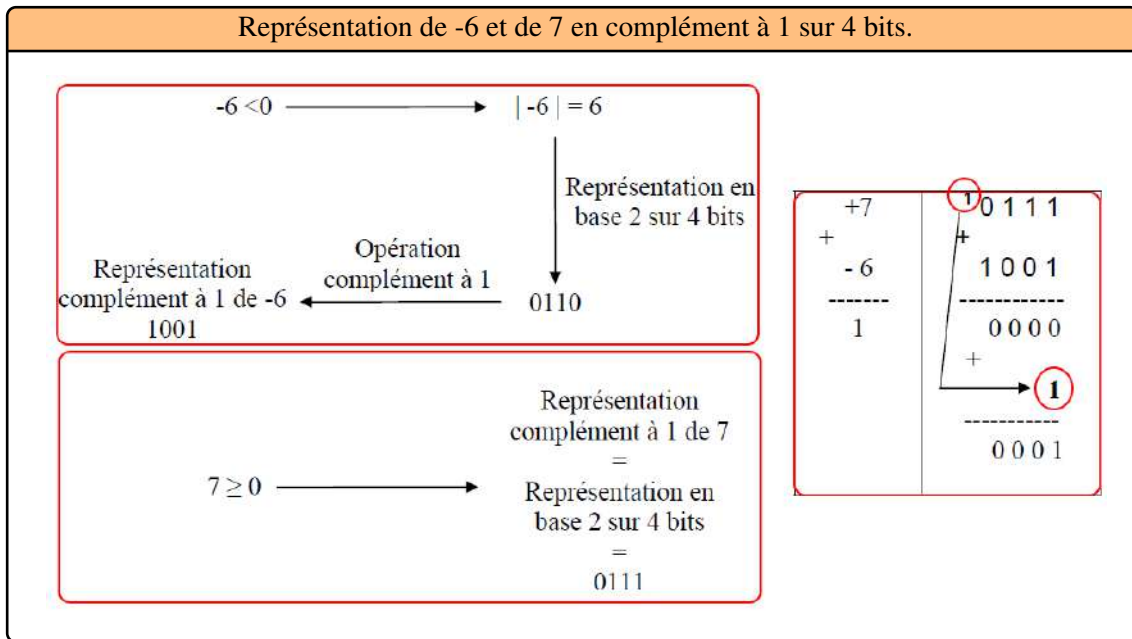 Représentation de -6 et de 7 en complément à 1 sur 4 bits.
-6 <0
| -6 | = 6
Représentation en
base 2 sur 4 bits
Opération
complément à 1
Représentation
complément à 1 de -6
1001
0110
Représentation
complément à 1 de 7
=
7 ≥ 0
Représentation en
base 2 sur 4 bits
=
0111
+7
+
- 6
-------
1
1 0 1 1 1
+
1 0 0 1
-----------
0 0 0 0
+
1
-----------
0 0 0 1